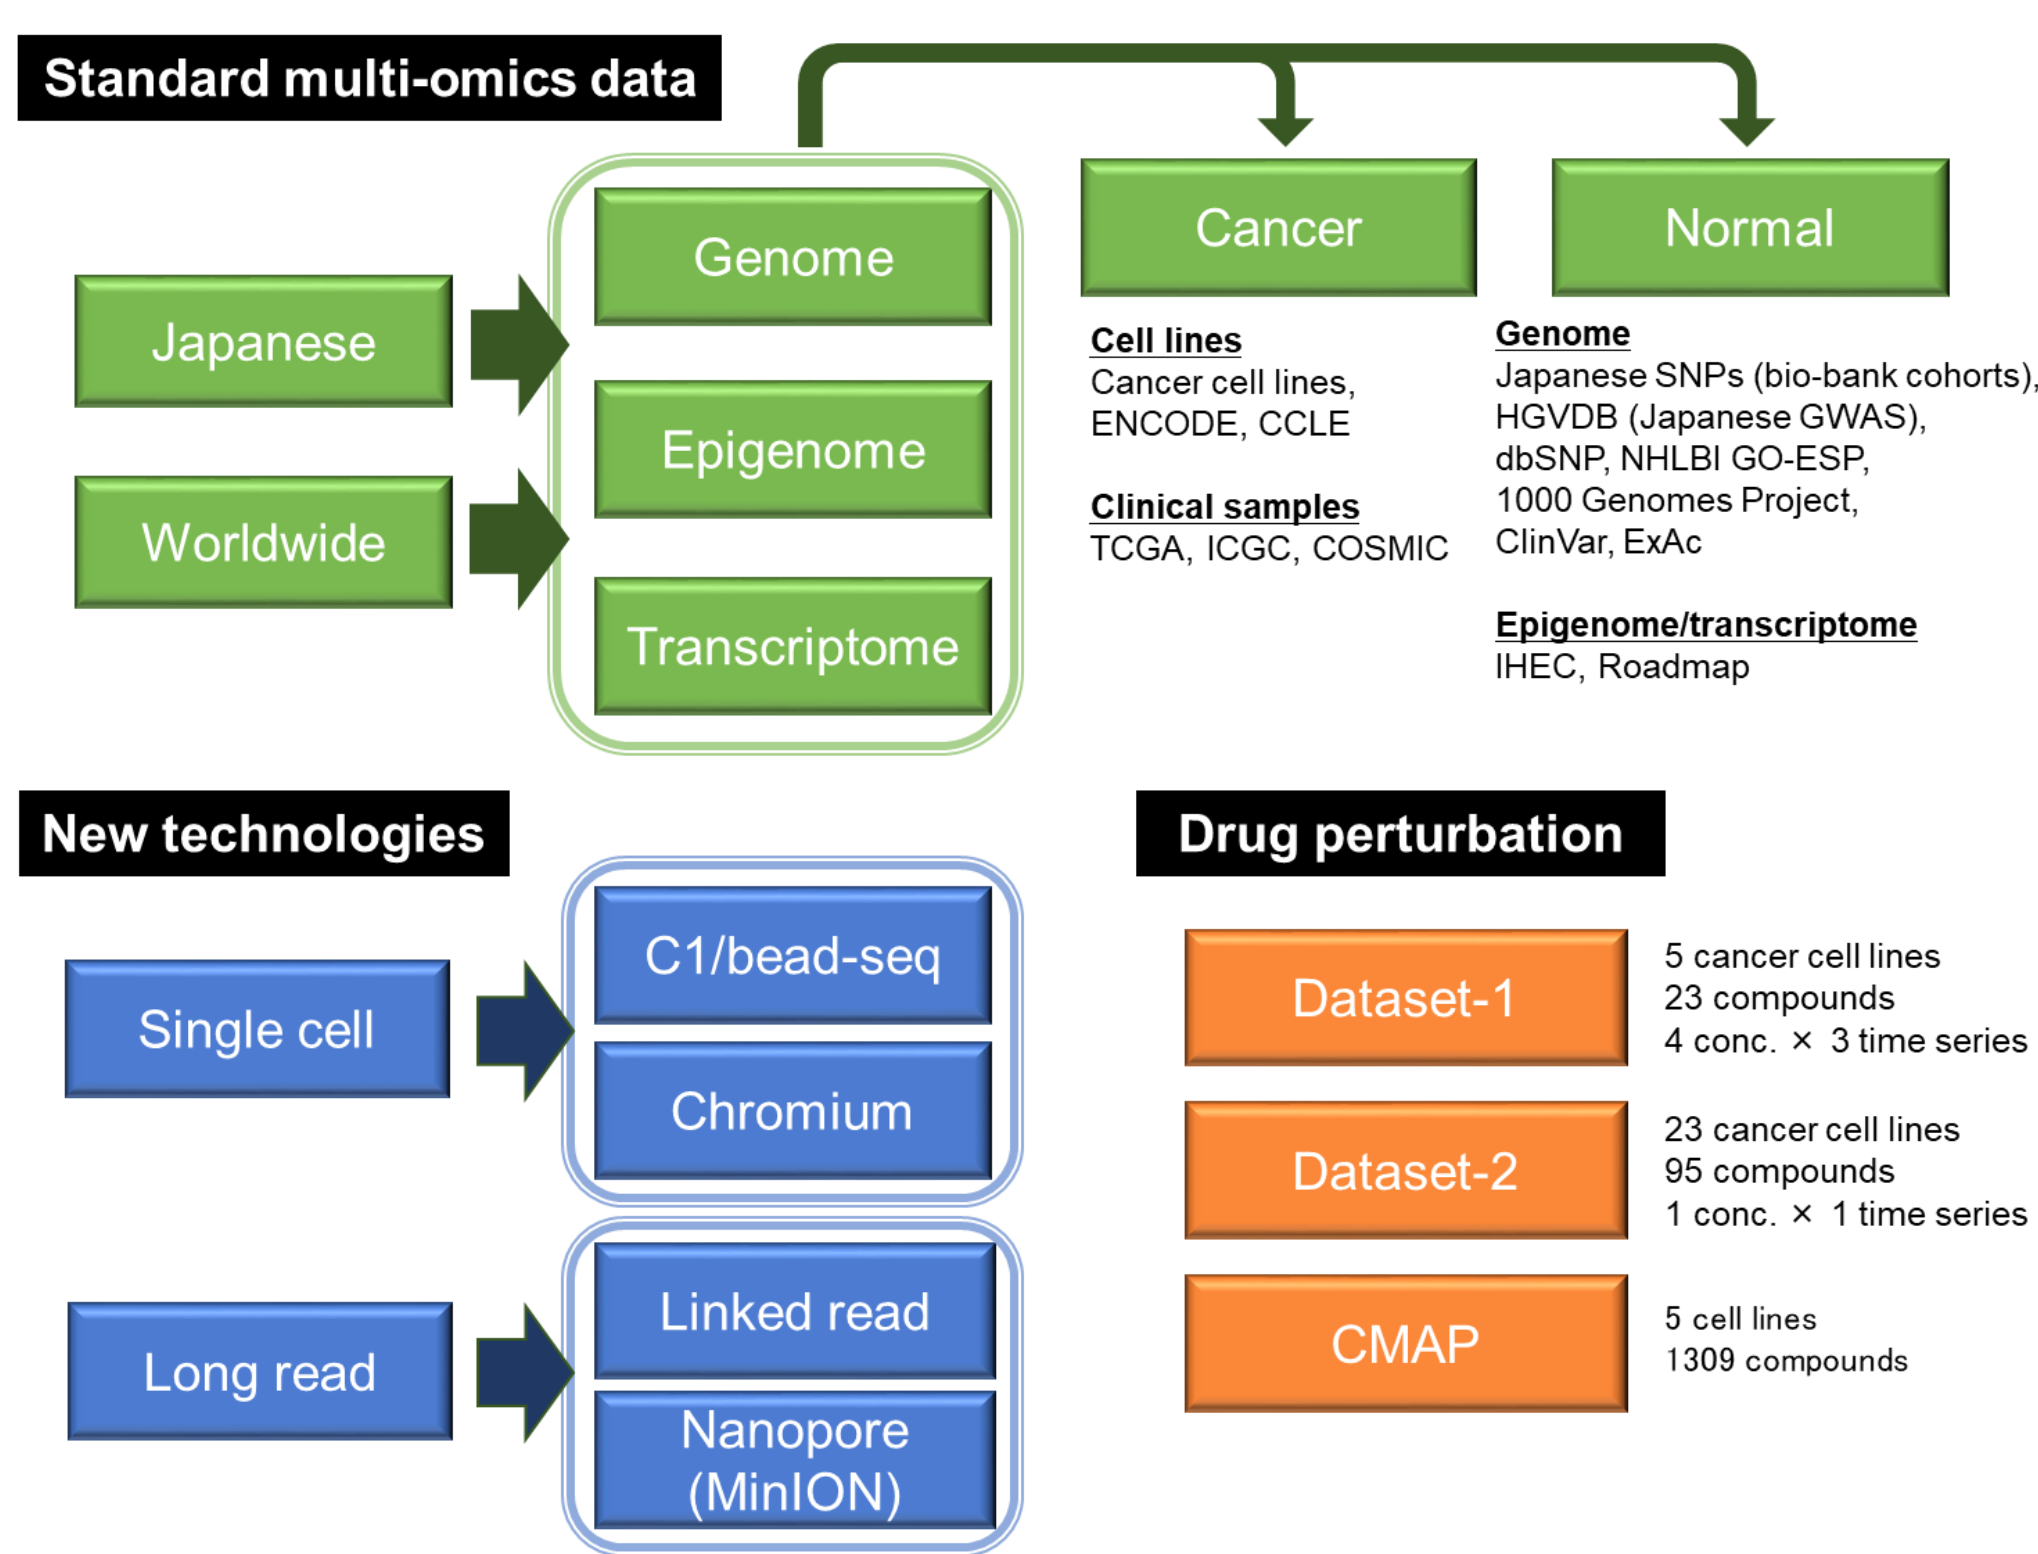 Standard multi-omics data
Japanese
Worldwide
Genome
Epigenome
Transcriptome
Cancer
Cell lines
Cancer cell lines,
ENCODE, CCLE
Clinical samples
TCGA, ICGC, COSMIC
Normal
Genome
Japanese SNPs (bio-bank cohorts),
HGVDB (Japanese GWAS),
dbSNP, NHLBI GO-ESP,
1000 Genomes Project,
ClinVar, ExAc
Epigenome/transcriptome
IHEC, Roadmap
New technologies
Single cell
C1/bead-seq
Chromium
Long read
Linked read
Nanopore
(MinION)
Drug perturbation
Dataset-1
5 cancer cell lines
23 compounds
4 conc. × 3 time series
Dataset-2
23 cancer cell lines
95 compounds
1 conc. × 1 time series
CMAP
5 cell lines
1309 compounds